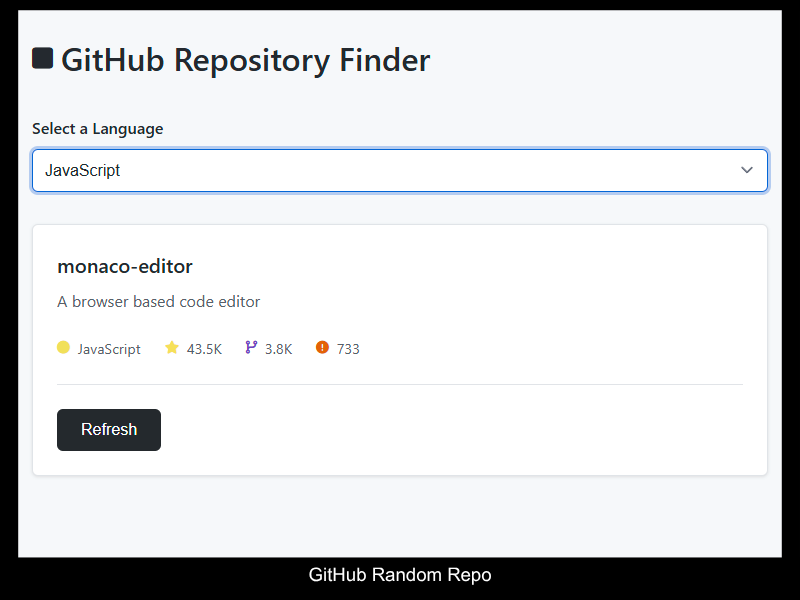 GitHub Repository Finder
Select a Language
JavaScript
monaco-editor
A browser based code editor
JavaScript 43.5K 3.8K 733
Refresh
GitHub Random Repo